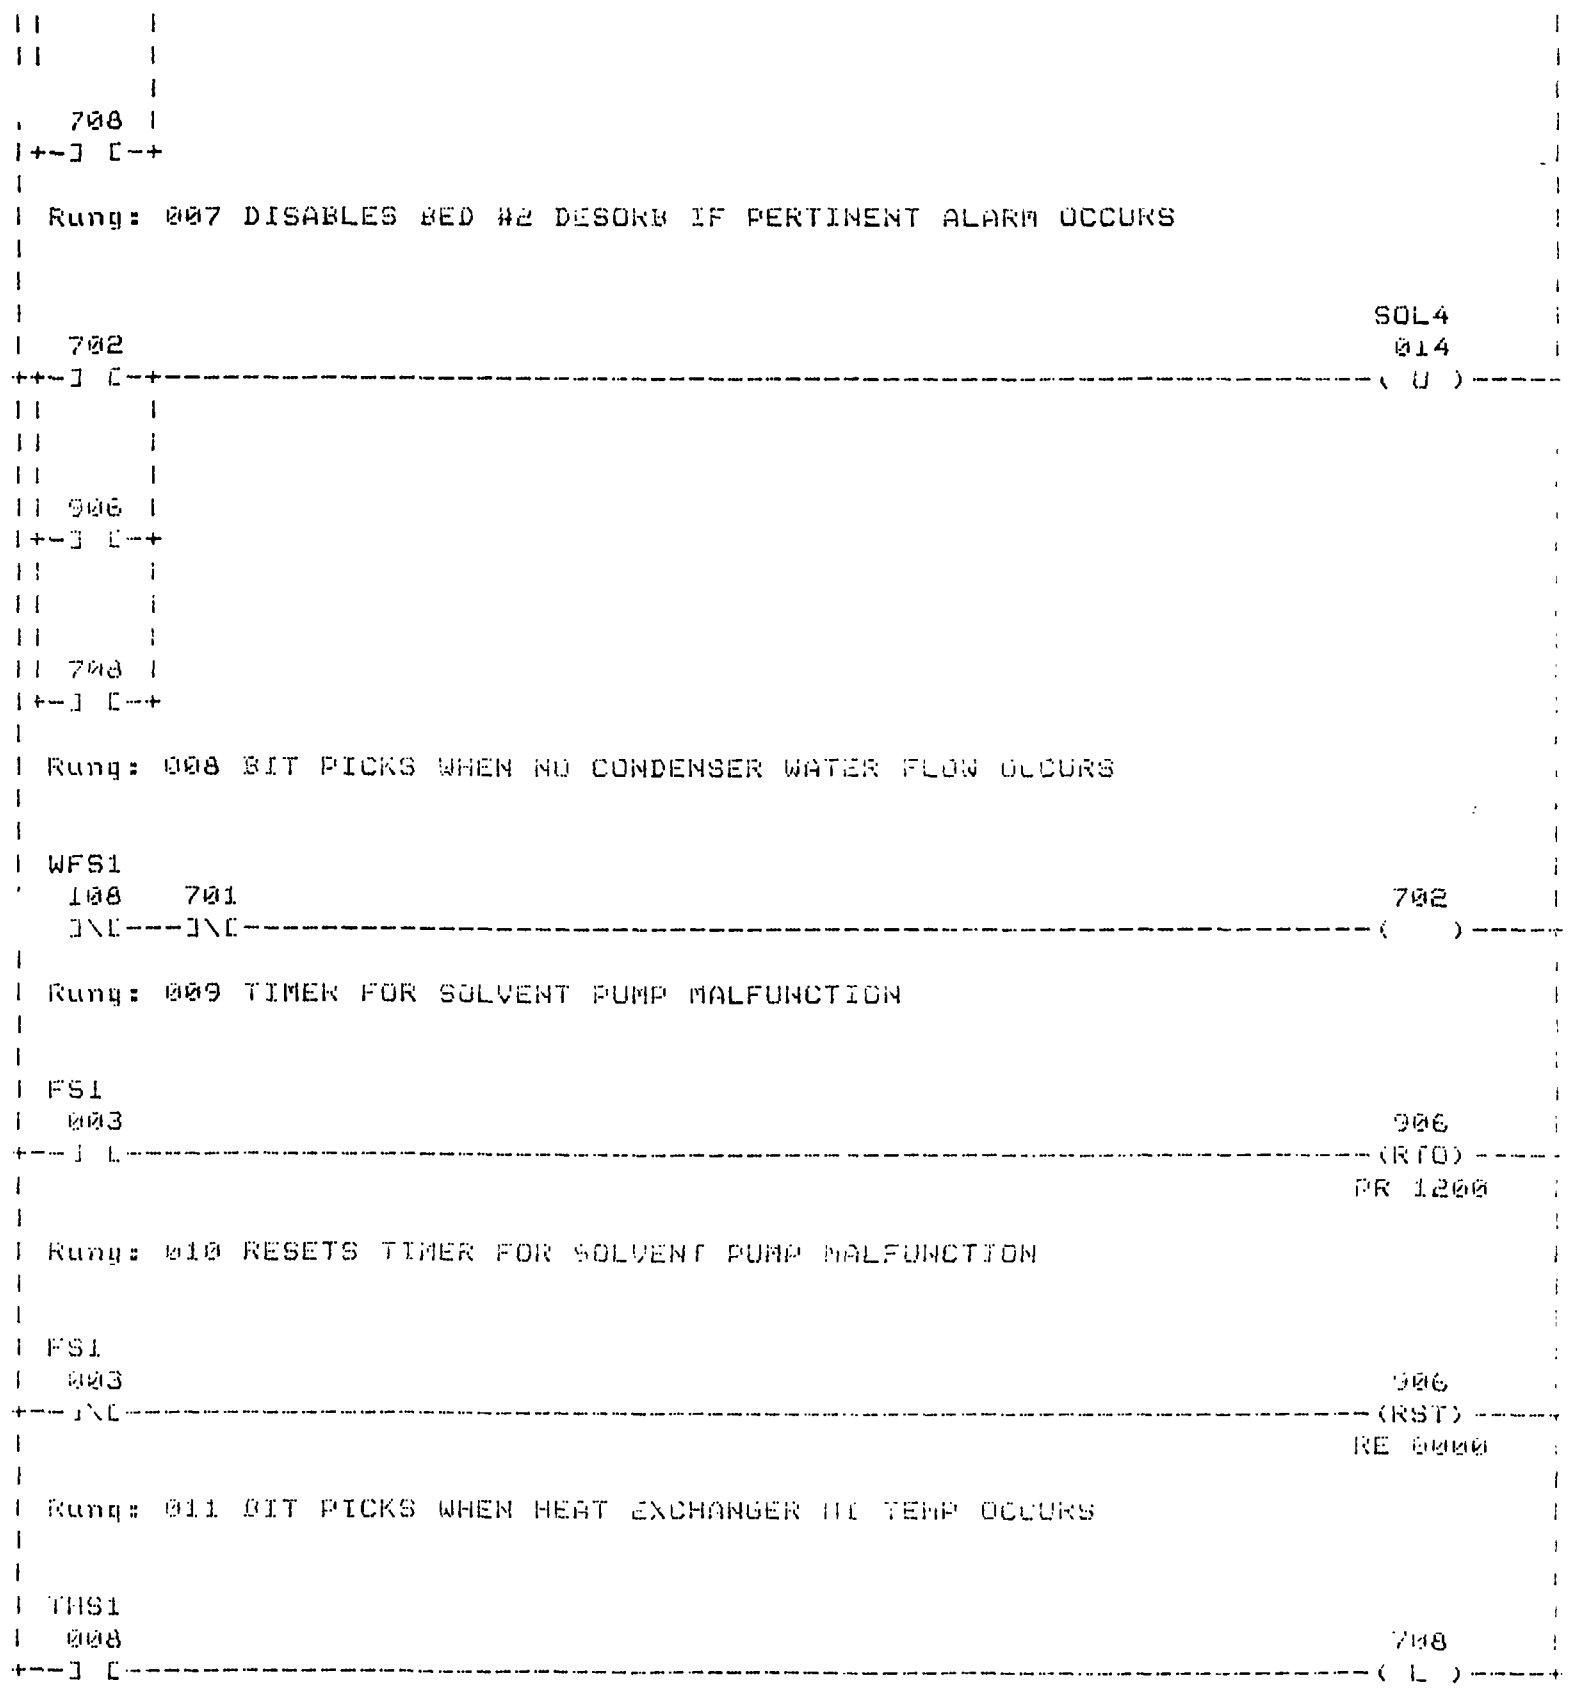 708
+-] [-+
Rung: 007 DISABLES BED #2 DESORB IF PERTINENT ALARM OCCURS
SOL4
702 014
++-] [-+-----( U )-----
906
+-] [-+
708
+-] [-+
Rung: 008 BIT PICKS WHEN NO CONDENSER WATER FLOW OCCURS
WFS1
108 701 702
]\[---]\[-----( )-----+
Rung: 009 TIMER FOR SOLVENT PUMP MALFUNCTION
FS1
003 906
+--] [-----(RTO)-----
PR 1200
Rung: 010 RESETS TIMER FOR SOLVENT PUMP MALFUNCTION
FS1
003 906
+--]\[-----(RST)-----+
RE 0000
Rung: 011 BIT PICKS WHEN HEAT EXCHANGER HI TEMP OCCURS
THS1
008 708
+--] [-----( L )-----+